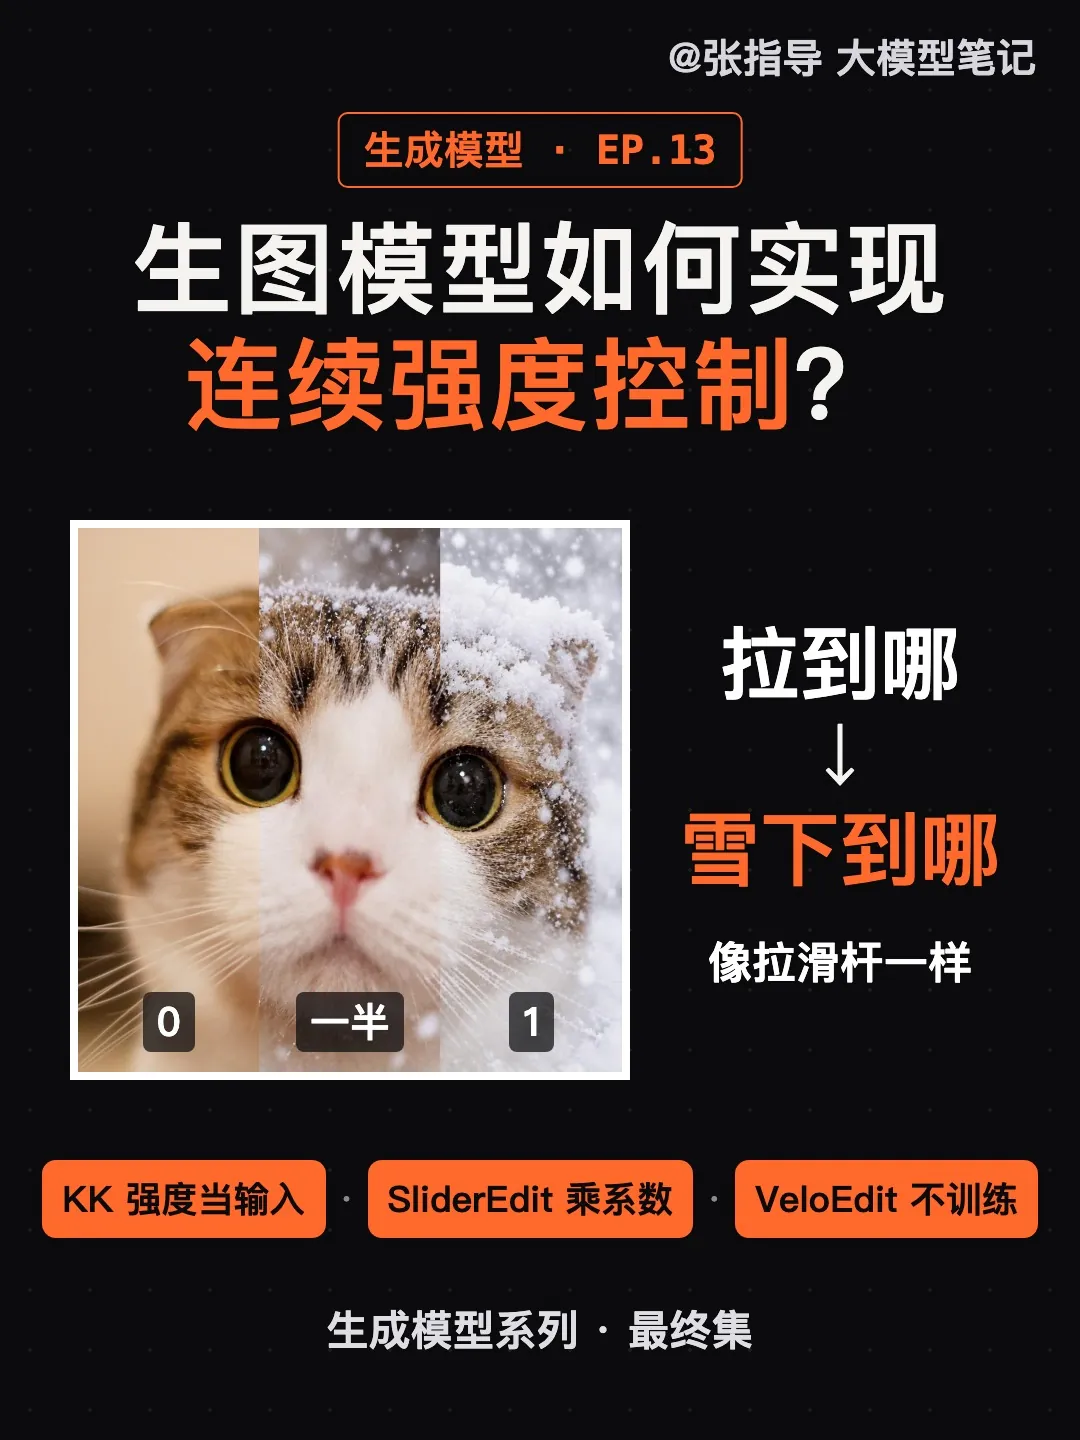 @张指导 大模型笔记
生成模型 · EP.13
生图模型如何实现
连续强度控制?
拉到哪
↓
雪下到哪
像拉滑杆一样
0
一半
1
KK 强度当输入 · SliderEdit 乘系数 · VeloEdit 不训练
生成模型系列 · 最终集